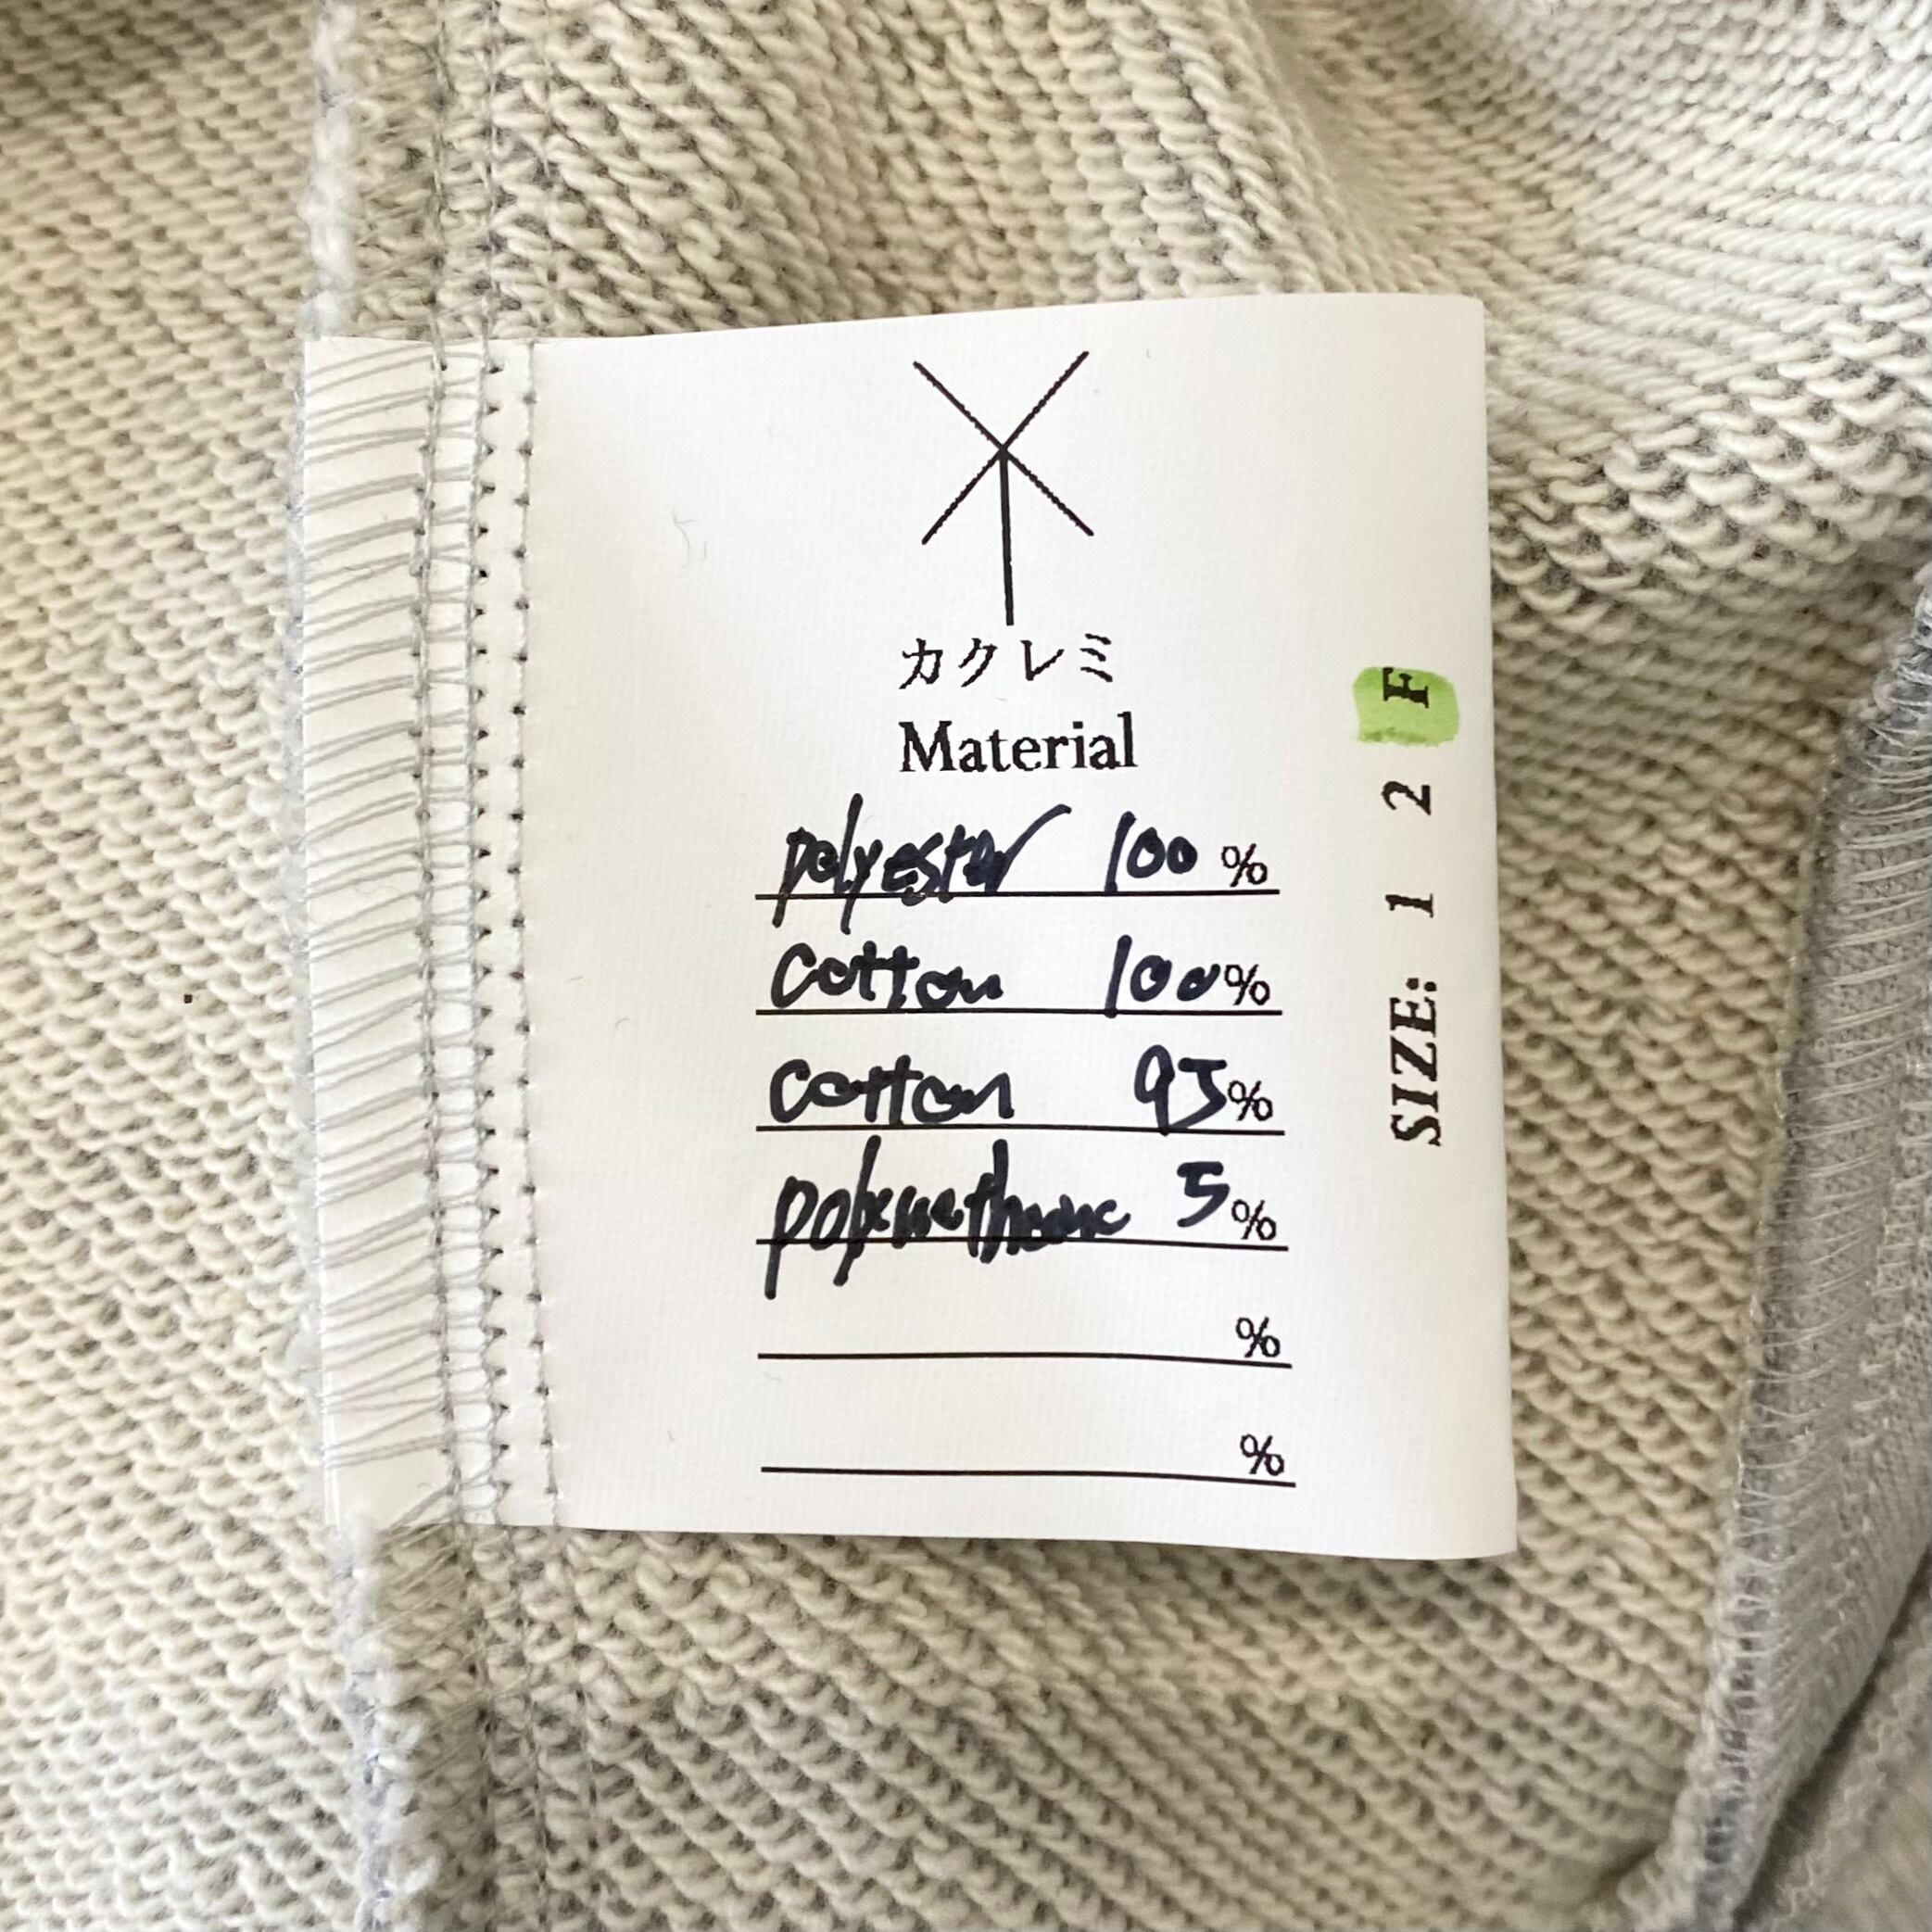 カクレミ
Material
polyester 100 %
cotton 100%
cotton 95%
polyurethane 5%
%
%
SIZE: 1 2 F